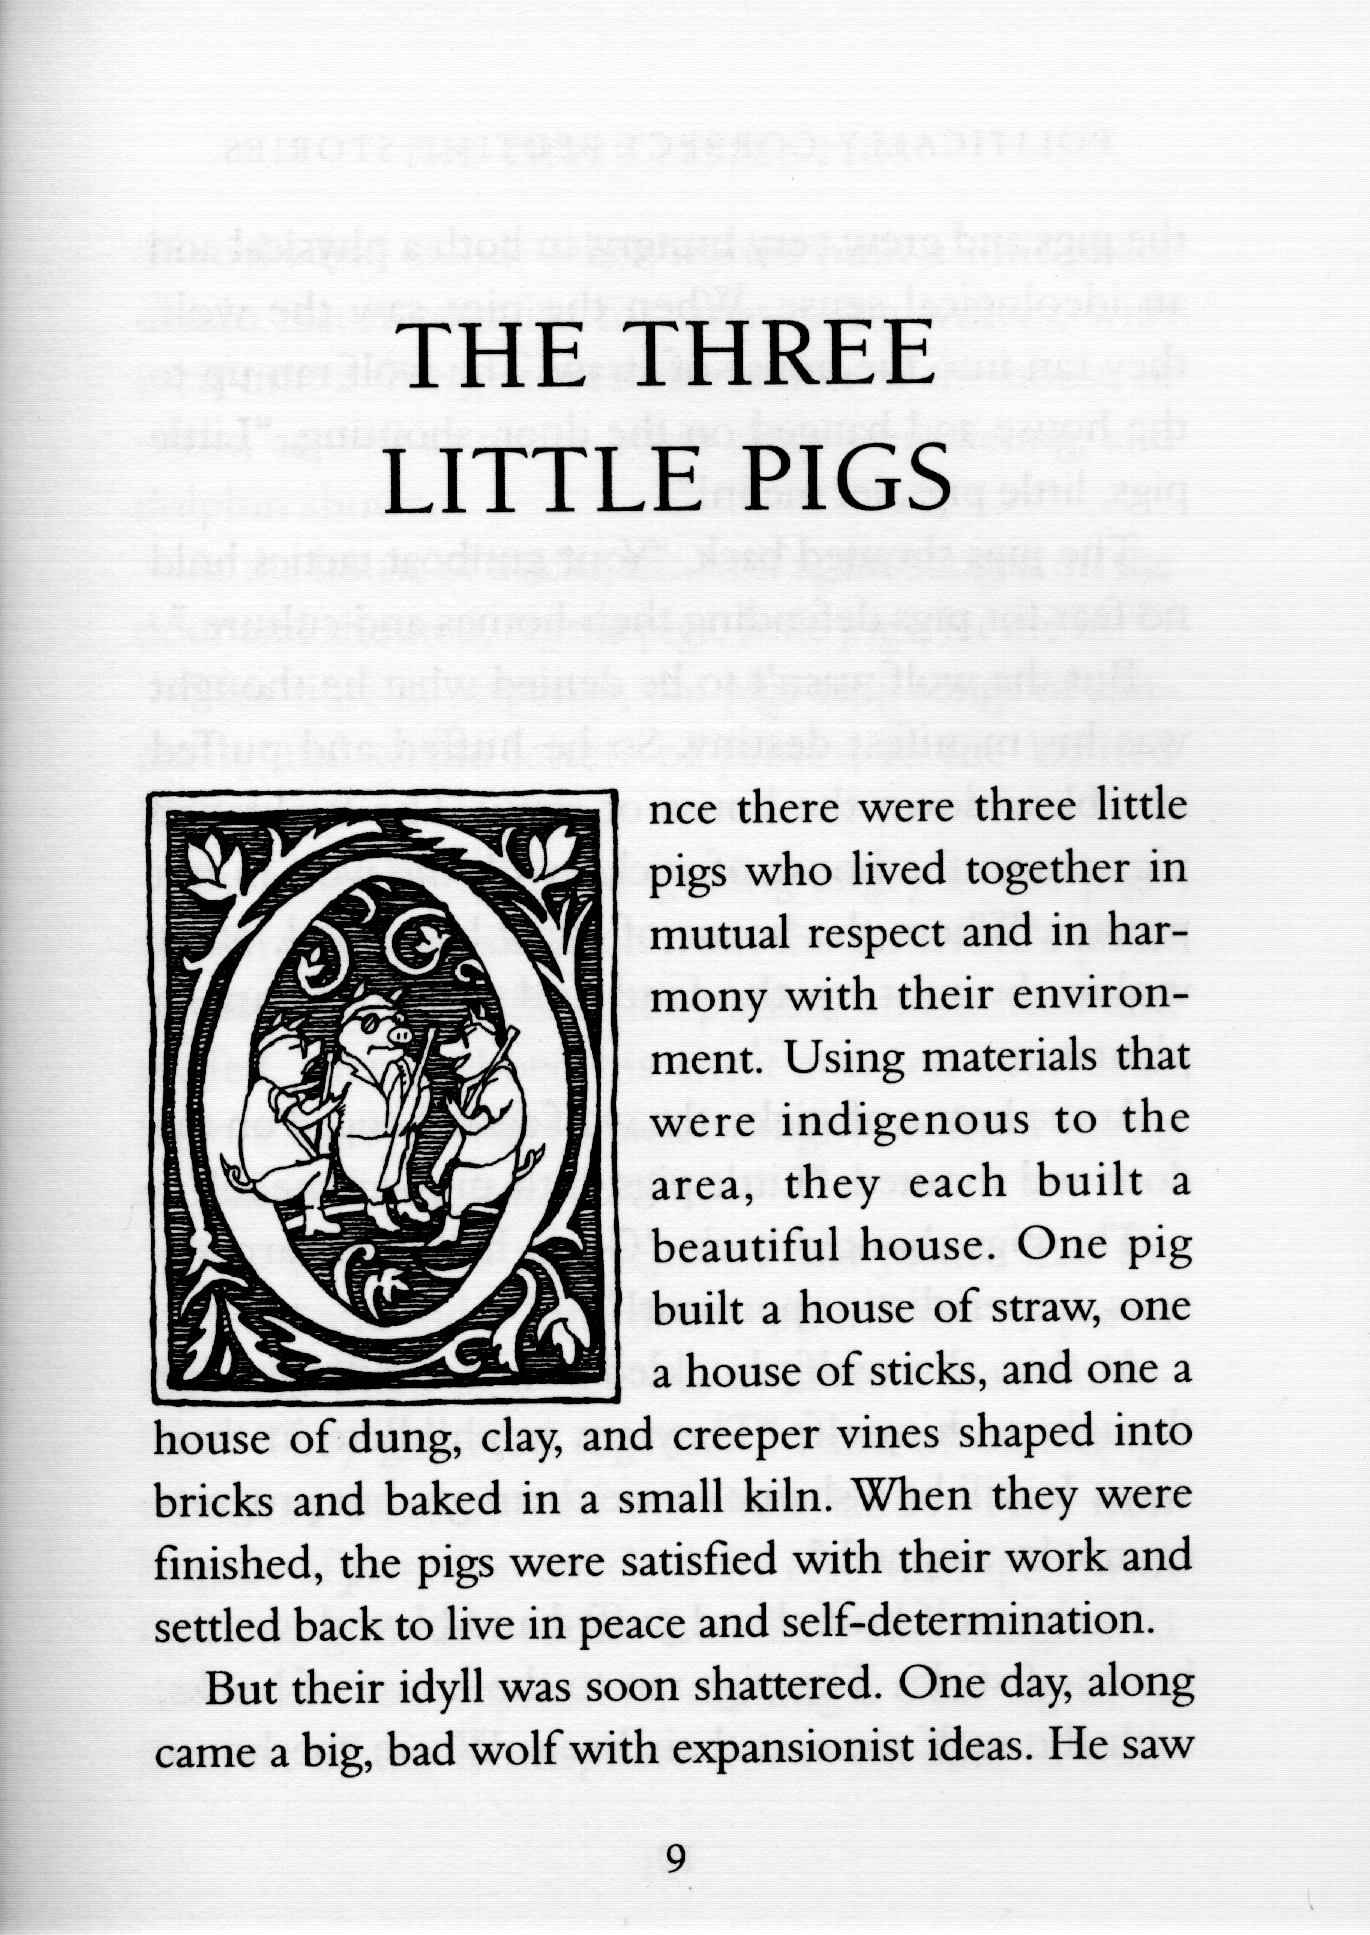 THE THREE
LITTLE PIGS
Once there were three little
pigs who lived together in
mutual respect and in har-
mony with their environ-
ment. Using materials that
were indigenous to the
area, they each built a
beautiful house. One pig
built a house of straw, one
a house of sticks, and one a
house of dung, clay, and creeper vines shaped into
bricks and baked in a small kiln. When they were
finished, the pigs were satisfied with their work and
settled back to live in peace and self-determination.
But their idyll was soon shattered. One day, along
came a big, bad wolf with expansionist ideas. He saw
9